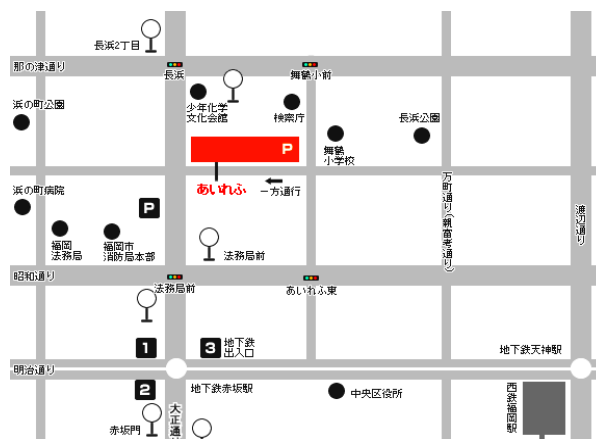 長浜2丁目
那の津通り
長浜
舞鶴小前
浜の町公園
少年化学
文化会館
検察庁
長浜公園
P
舞鶴
小学校
浜の町病院
P
あいれふ
一方通行
万町通り(親富孝通り)
渡辺通り
福岡
法務局
福岡市
消防局本部
法務局前
昭和通り
法務局前
あいれふ東
1
3
地下鉄
出入口
地下鉄天神駅
明治通り
2
地下鉄赤坂駅
中央区役所
西鉄福岡駅
赤坂門
大正通り